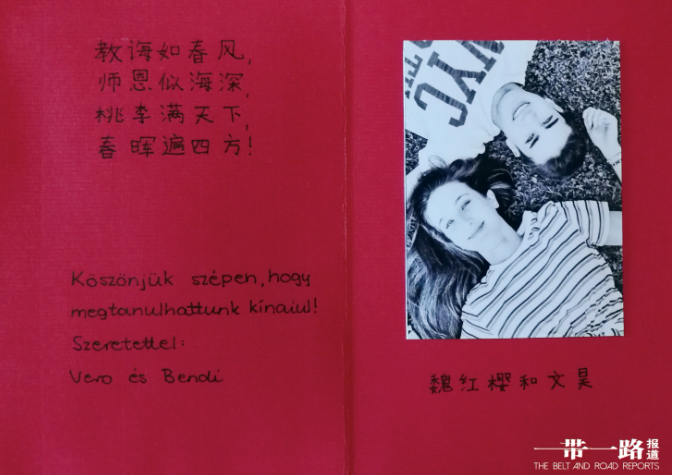 教诲如春风,
师恩似海深,
桃李满天下,
春晖遍四方!
Köszönjük szépen, hogy
megtanulhattunk kínaiul!
Szeretettel:
Vero és Bendi
NYC
魏红樱和文昊
一带一路报道
THE BELT AND ROAD REPORTS